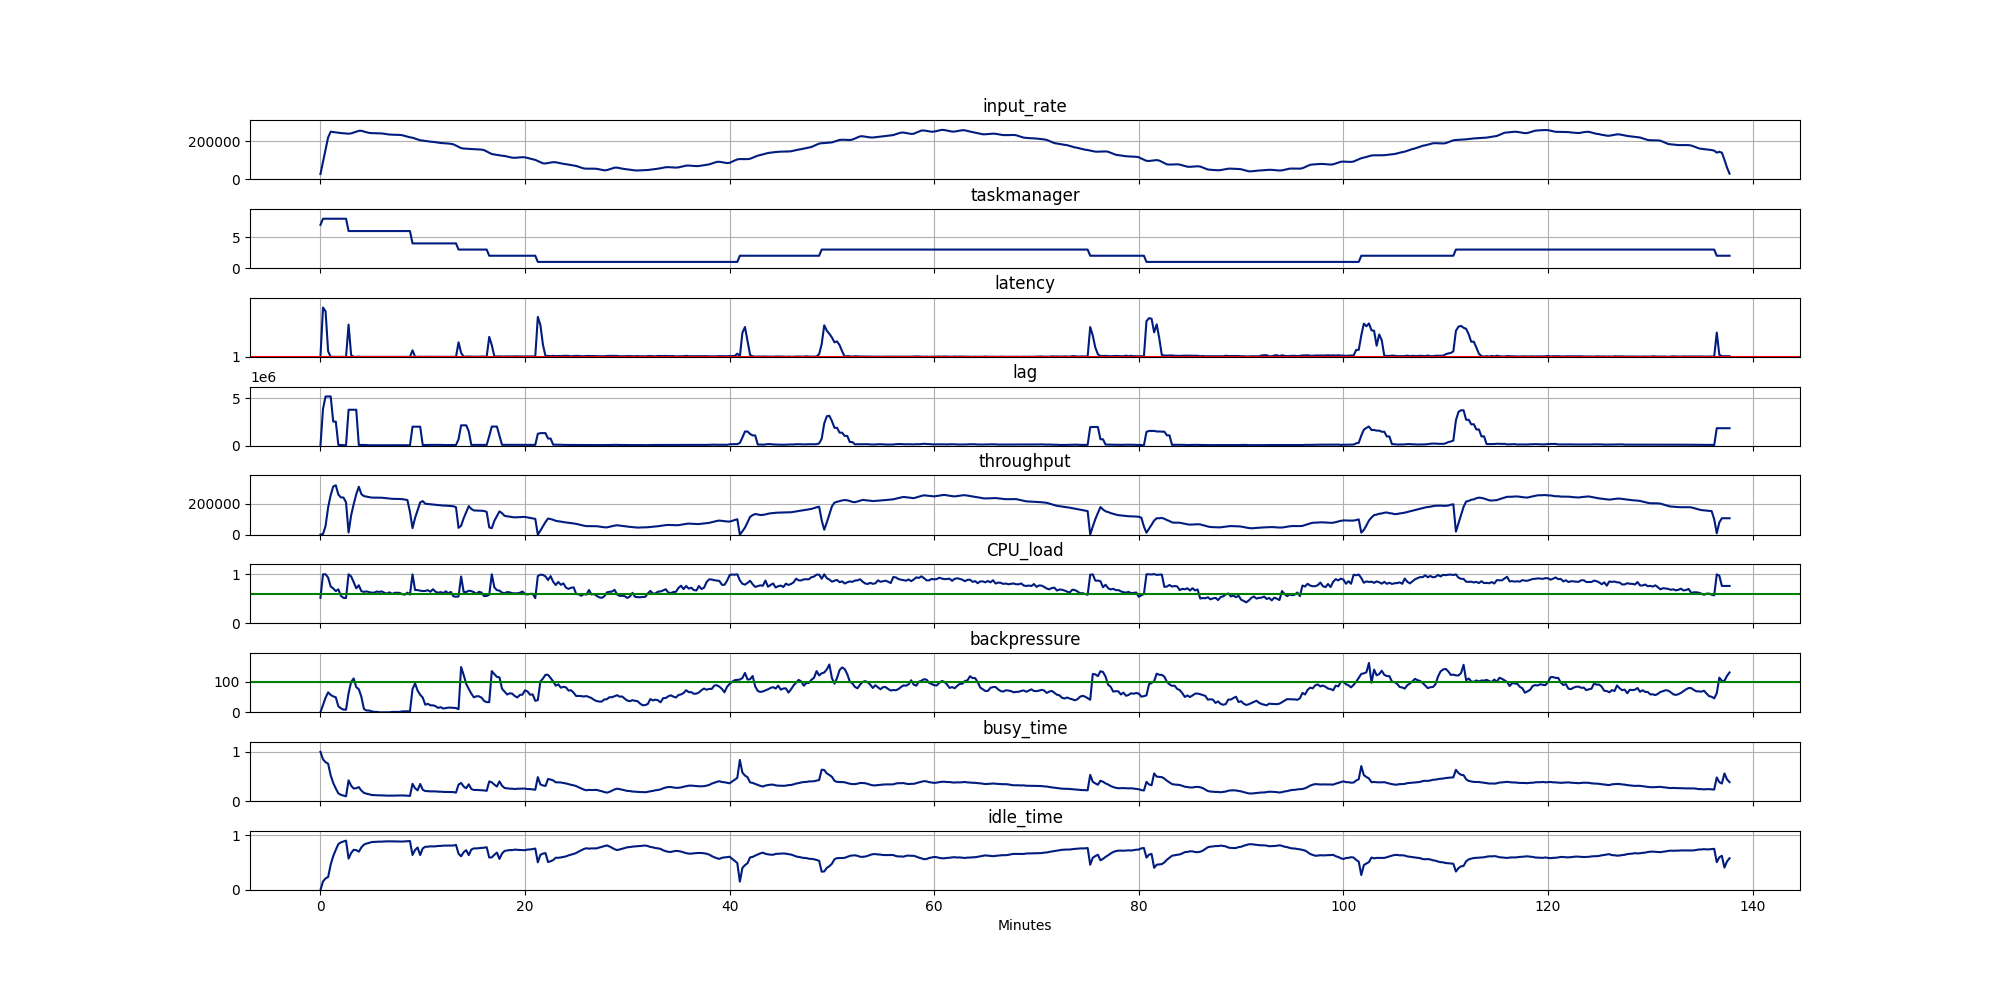 input_rate
200000
0
taskmanager
5
0
latency
1
1e6
lag
5
0
throughput
200000
0
CPU_load
1
0
backpressure
100
0
busy_time
1
0
idle_time
1
0
0 20 40 60 80 100 120 140
Minutes